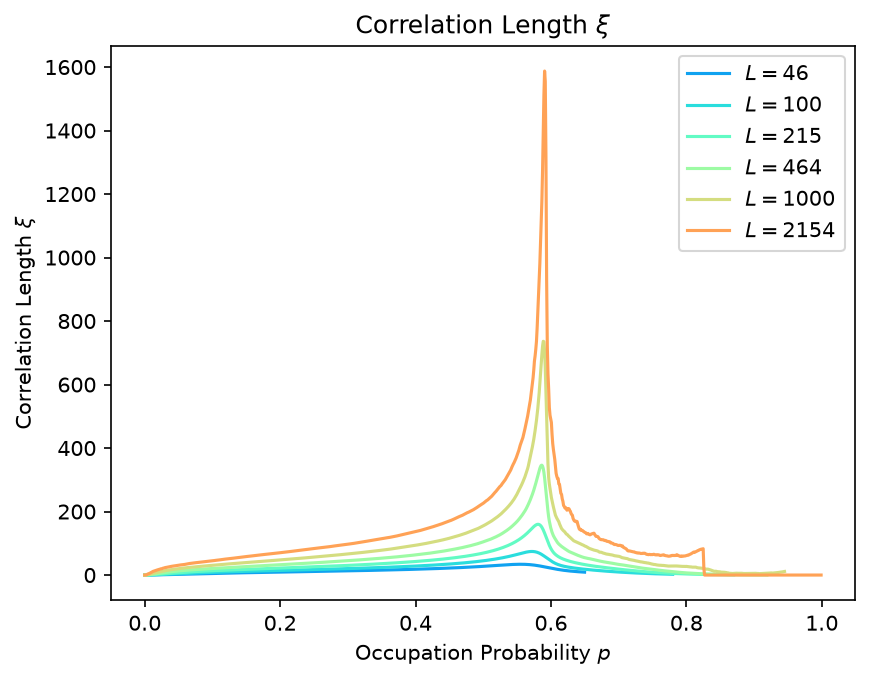 Correlation Length ξ
Correlation Length ξ
1600
1400
1200
1000
800
600
400
200
0
0.0 0.2 0.4 0.6 0.8 1.0
Occupation Probability p
L = 46
L = 100
L = 215
L = 464
L = 1000
L = 2154